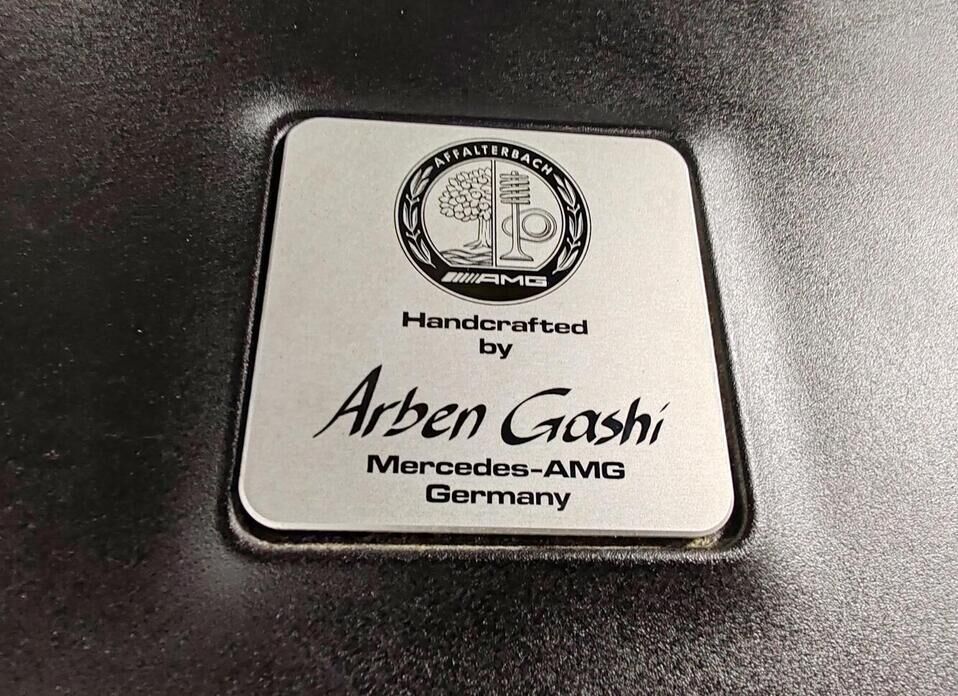 AFFALTERBACH
AMG
Handcrafted
by
Arben Gashi
Mercedes-AMG
Germany